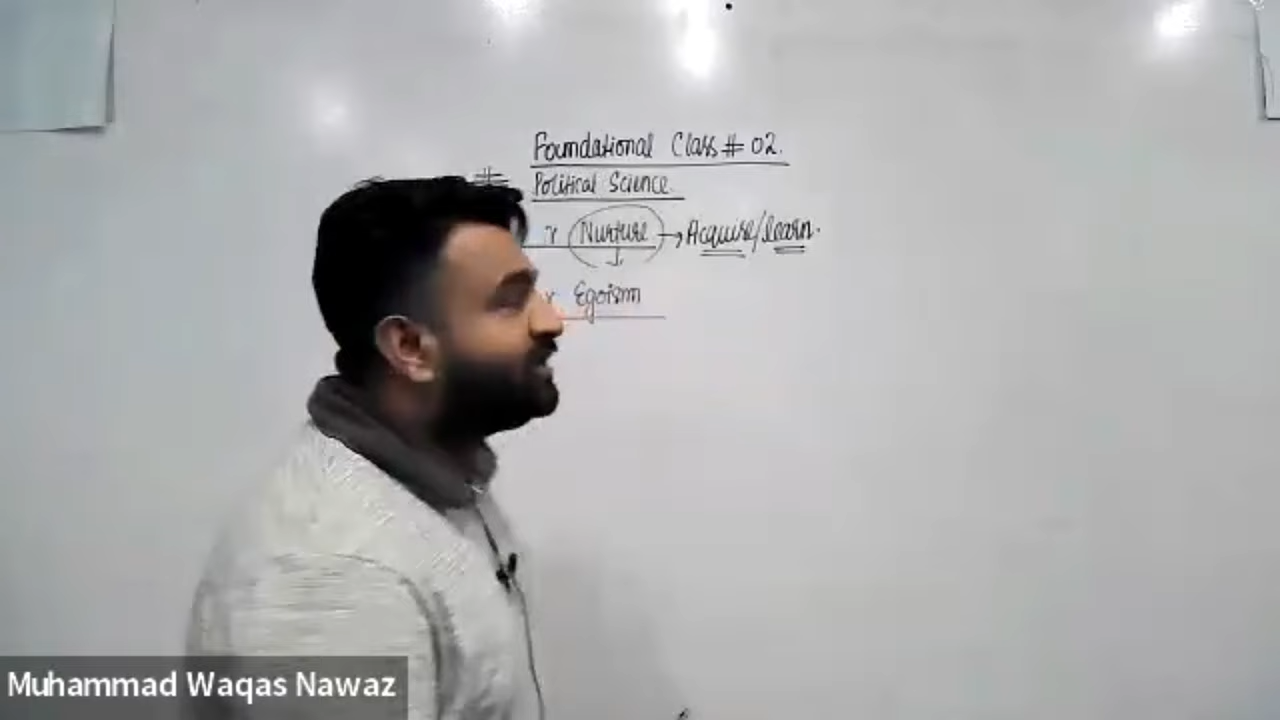 Foundational Class # 02.
# Political Science.
r Nurture → Acquire/learn.
r Egoism
Muhammad Waqas Nawaz